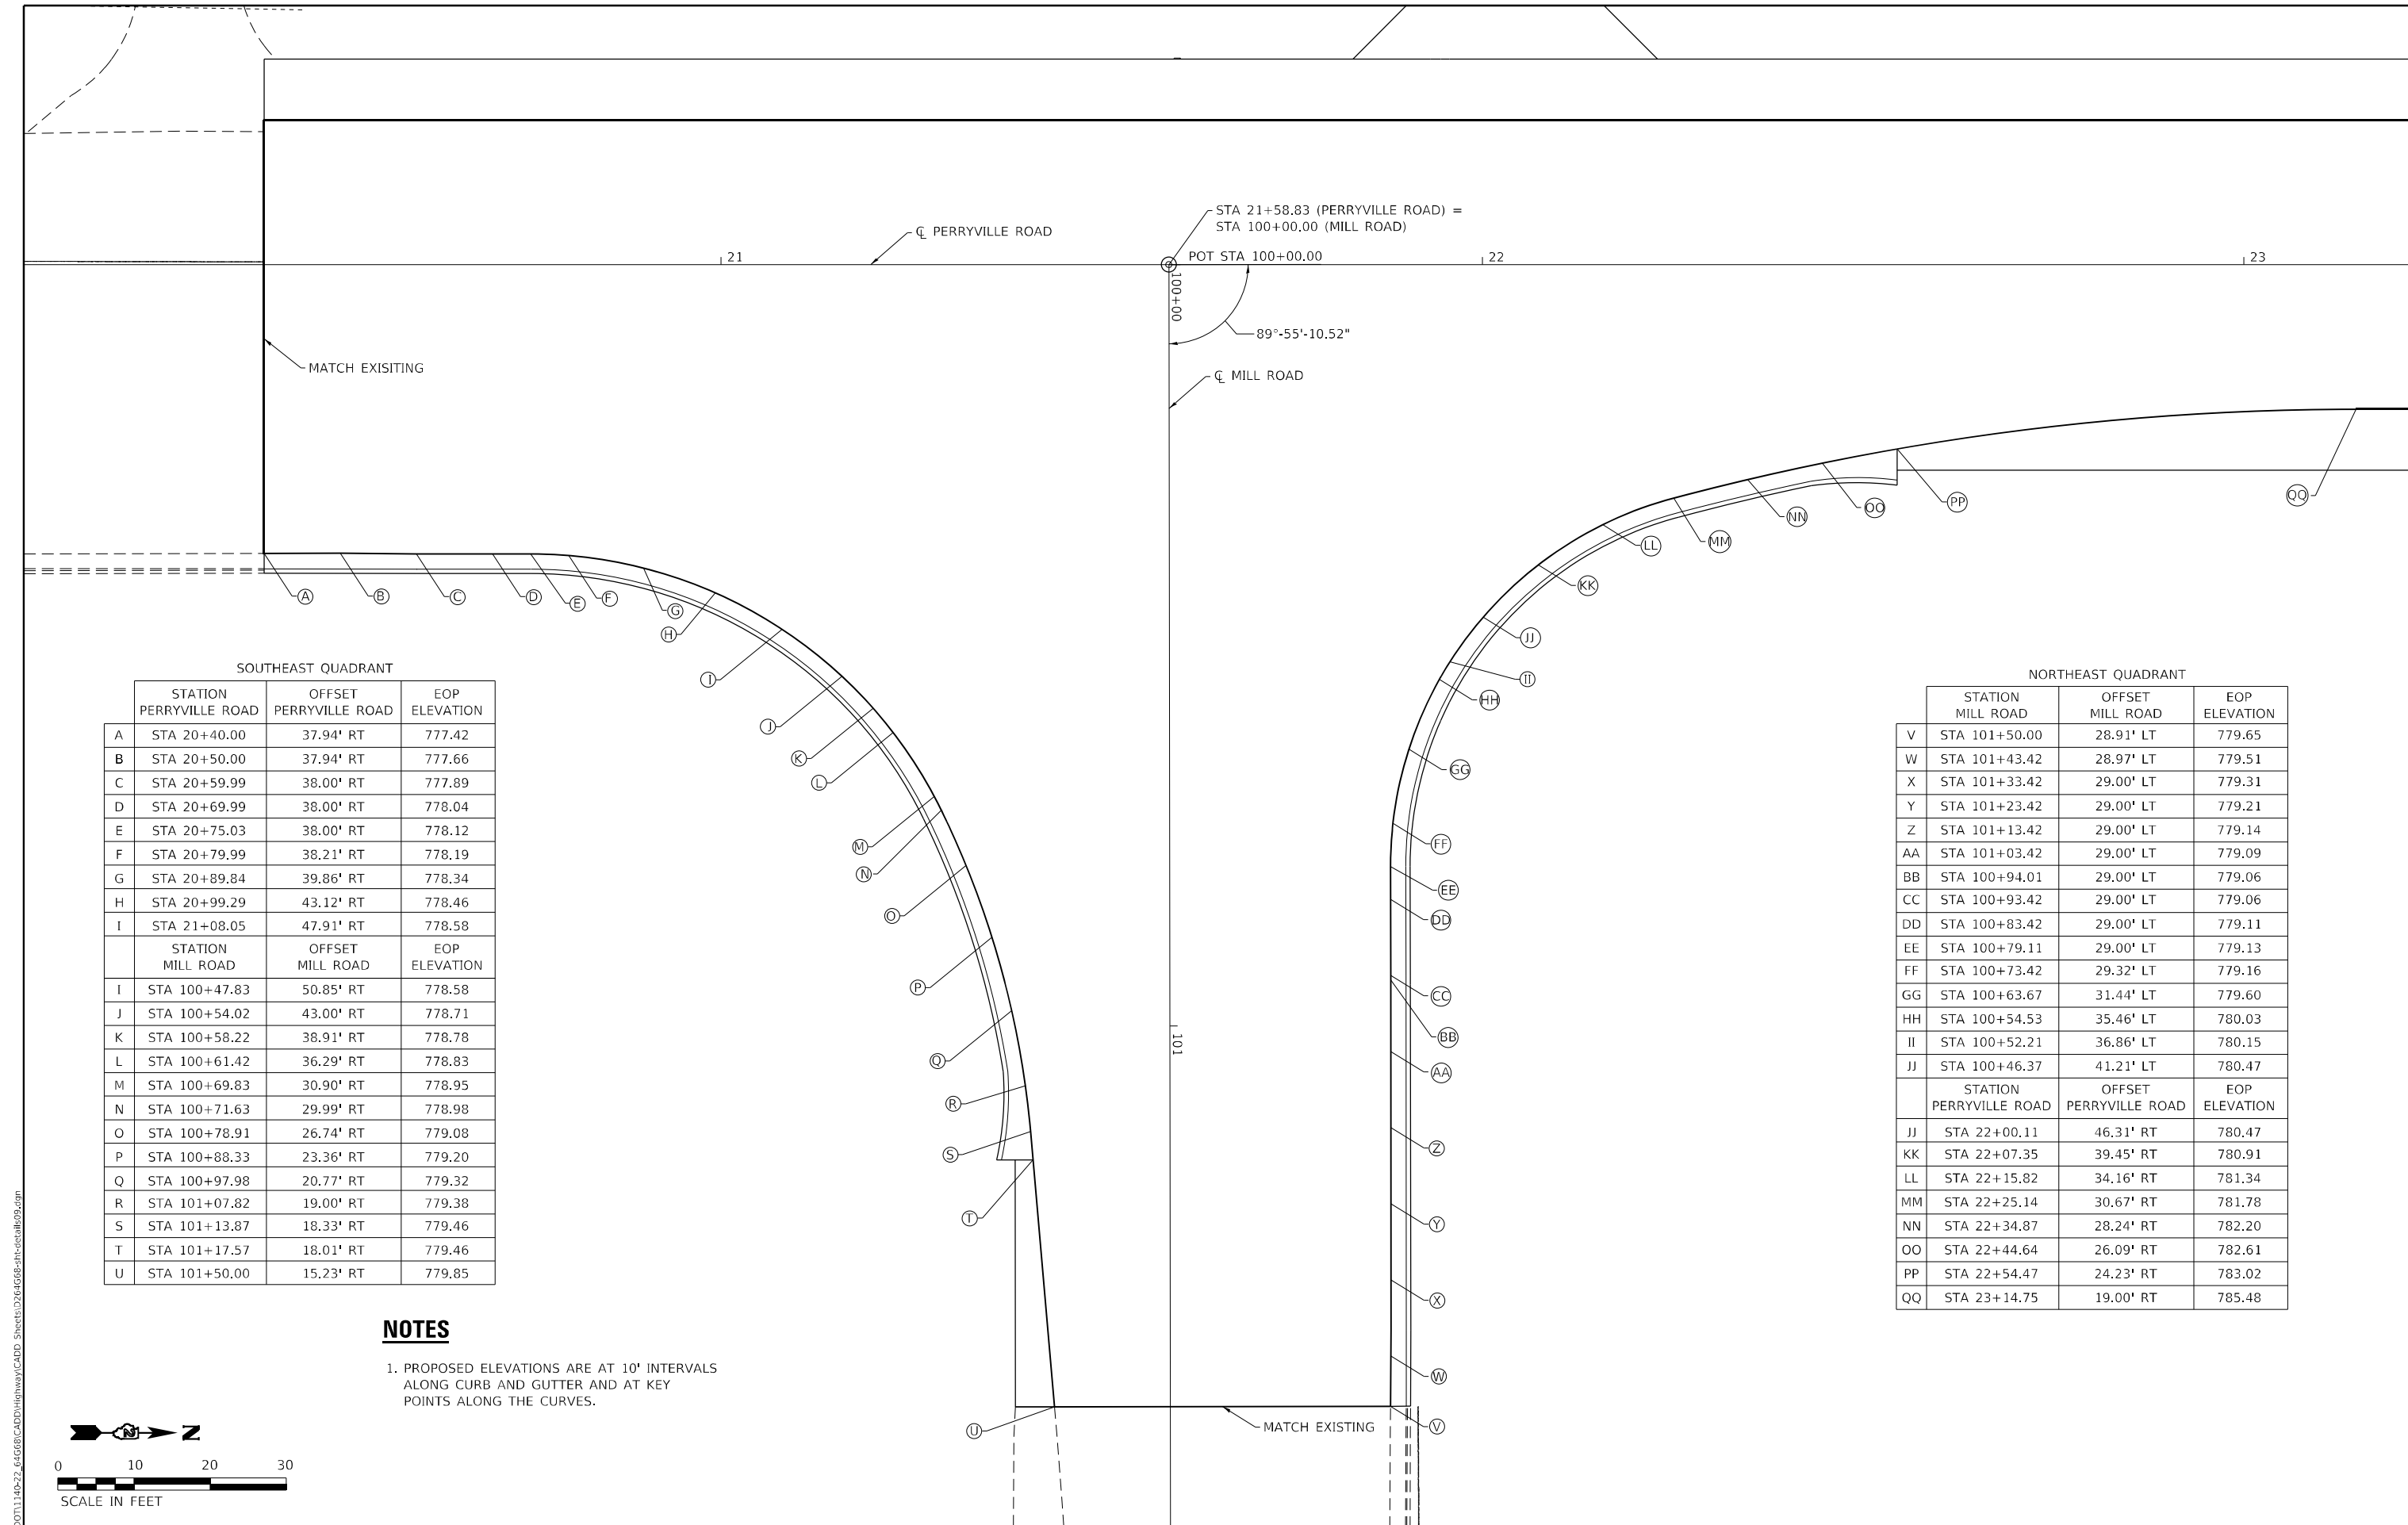 STA 21+58.83 (PERRYVILLE ROAD) =
STA 100+00.00 (MILL ROAD)
℄ PERRYVILLE ROAD
21
POT STA 100+00.00
22
23
100+00
89°-55'-10.52"
MATCH EXISITING
℄ MILL ROAD
QQ
PP
OO
NN
MM
LL
KK
A
B
C
D
E
F
G
H
I
J
K
L
M
N
O
P
Q
R
S
T
U
JJ
II
HH
GG
FF
EE
DD
CC
BB
AA
Z
Y
X
W
V
101
MATCH EXISTING
SOUTHEAST QUADRANT
STATION OFFSET EOP
PERRYVILLE ROAD PERRYVILLE ROAD ELEVATION
A STA 20+40.00 37.94' RT 777.42
B STA 20+50.00 37.94' RT 777.66
C STA 20+59.99 38.00' RT 777.89
D STA 20+69.99 38.00' RT 778.04
E STA 20+75.03 38.00' RT 778.12
F STA 20+79.99 38.21' RT 778.19
G STA 20+89.84 39.86' RT 778.34
H STA 20+99.29 43.12' RT 778.46
I STA 21+08.05 47.91' RT 778.58
STATION OFFSET EOP
MILL ROAD MILL ROAD ELEVATION
I STA 100+47.83 50.85' RT 778.58
J STA 100+54.02 43.00' RT 778.71
K STA 100+58.22 38.91' RT 778.78
L STA 100+61.42 36.29' RT 778.83
M STA 100+69.83 30.90' RT 778.95
N STA 100+71.63 29.99' RT 778.98
O STA 100+78.91 26.74' RT 779.08
P STA 100+88.33 23.36' RT 779.20
Q STA 100+97.98 20.77' RT 779.32
R STA 101+07.82 19.00' RT 779.38
S STA 101+13.87 18.33' RT 779.46
T STA 101+17.57 18.01' RT 779.46
U STA 101+50.00 15.23' RT 779.85
NORTHEAST QUADRANT
STATION OFFSET EOP
MILL ROAD MILL ROAD ELEVATION
V STA 101+50.00 28.91' LT 779.65
W STA 101+43.42 28.97' LT 779.51
X STA 101+33.42 29.00' LT 779.31
Y STA 101+23.42 29.00' LT 779.21
Z STA 101+13.42 29.00' LT 779.14
AA STA 101+03.42 29.00' LT 779.09
BB STA 100+94.01 29.00' LT 779.06
CC STA 100+93.42 29.00' LT 779.06
DD STA 100+83.42 29.00' LT 779.11
EE STA 100+79.11 29.00' LT 779.13
FF STA 100+73.42 29.32' LT 779.16
GG STA 100+63.67 31.44' LT 779.60
HH STA 100+54.53 35.46' LT 780.03
II STA 100+52.21 36.86' LT 780.15
JJ STA 100+46.37 41.21' LT 780.47
STATION OFFSET EOP
PERRYVILLE ROAD PERRYVILLE ROAD ELEVATION
JJ STA 22+00.11 46.31' RT 780.47
KK STA 22+07.35 39.45' RT 780.91
LL STA 22+15.82 34.16' RT 781.34
MM STA 22+25.14 30.67' RT 781.78
NN STA 22+34.87 28.24' RT 782.20
OO STA 22+44.64 26.09' RT 782.61
PP STA 22+54.47 24.23' RT 783.02
QQ STA 23+14.75 19.00' RT 785.48
NOTES
1. PROPOSED ELEVATIONS ARE AT 10' INTERVALS
ALONG CURB AND GUTTER AND AT KEY
POINTS ALONG THE CURVES.
N
0 10 20 30
SCALE IN FEET
DOT\1140-22_64G68\CADD\Highway\CADD Sheets\D264G68-sht-details09.dgn